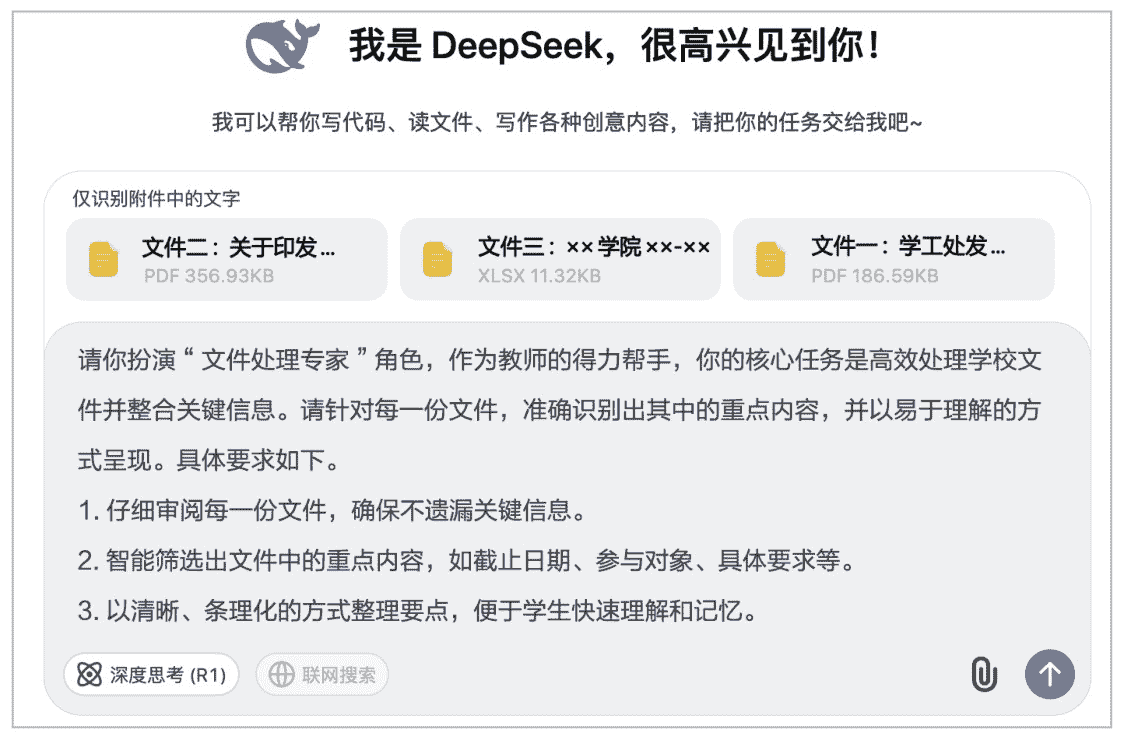 我是 DeepSeek，很高兴见到你！
我可以帮你写代码、读文件、写作各种创意内容，请把你的任务交给我吧~
仅识别附件中的文字
文件二：关于印发...
PDF 356.93KB
文件三：××学院××-××
XLSX 11.32KB
文件一：学工处发...
PDF 186.59KB
请你扮演“文件处理专家”角色，作为教师的得力帮手，你的核心任务是高效处理学校文
件并整合关键信息。请针对每一份文件，准确识别出其中的重点内容，并以易于理解的方
式呈现。具体要求如下。
1. 仔细审阅每一份文件，确保不遗漏关键信息。
2. 智能筛选出文件中的重点内容，如截止日期、参与对象、具体要求等。
3. 以清晰、条理化的方式整理要点，便于学生快速理解和记忆。
深度思考 (R1)
联网搜索